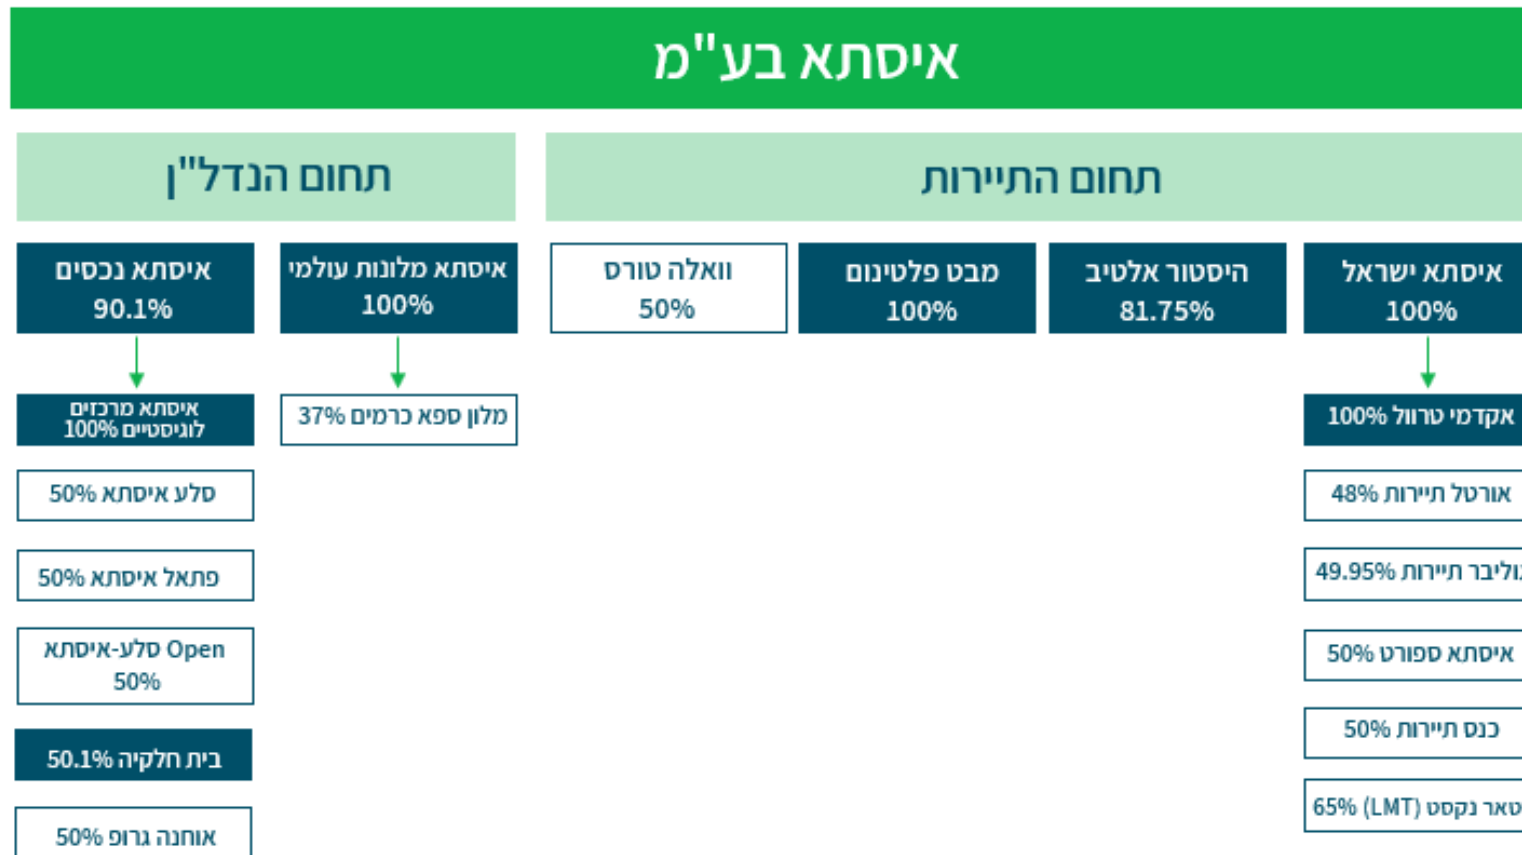 איסתא בע"מ
תחום התיירות
תחום הנדל"ן
איסתא ישראל
100%
היסטור אלטיב
81.75%
מבט פלטינום
100%
וואלה טורס
50%
איסתא מלונות עולמי
100%
איסתא נכסים
90.1%
אקדמי טרוול 100%
אורטל תיירות 48%
תיירות 49.95%
איסתא ספורט 50%
כנס תיירות 50%
נקסט (LMT) 65%
מלון ספא כרמים 37%
איסתא מרכזים
לוגיסטיים 100%
סלע איסתא 50%
פתאל איסתא 50%
Open סלע-איסתא
50%
בית חלקיה 50.1%
אוחנה גרופ 50%